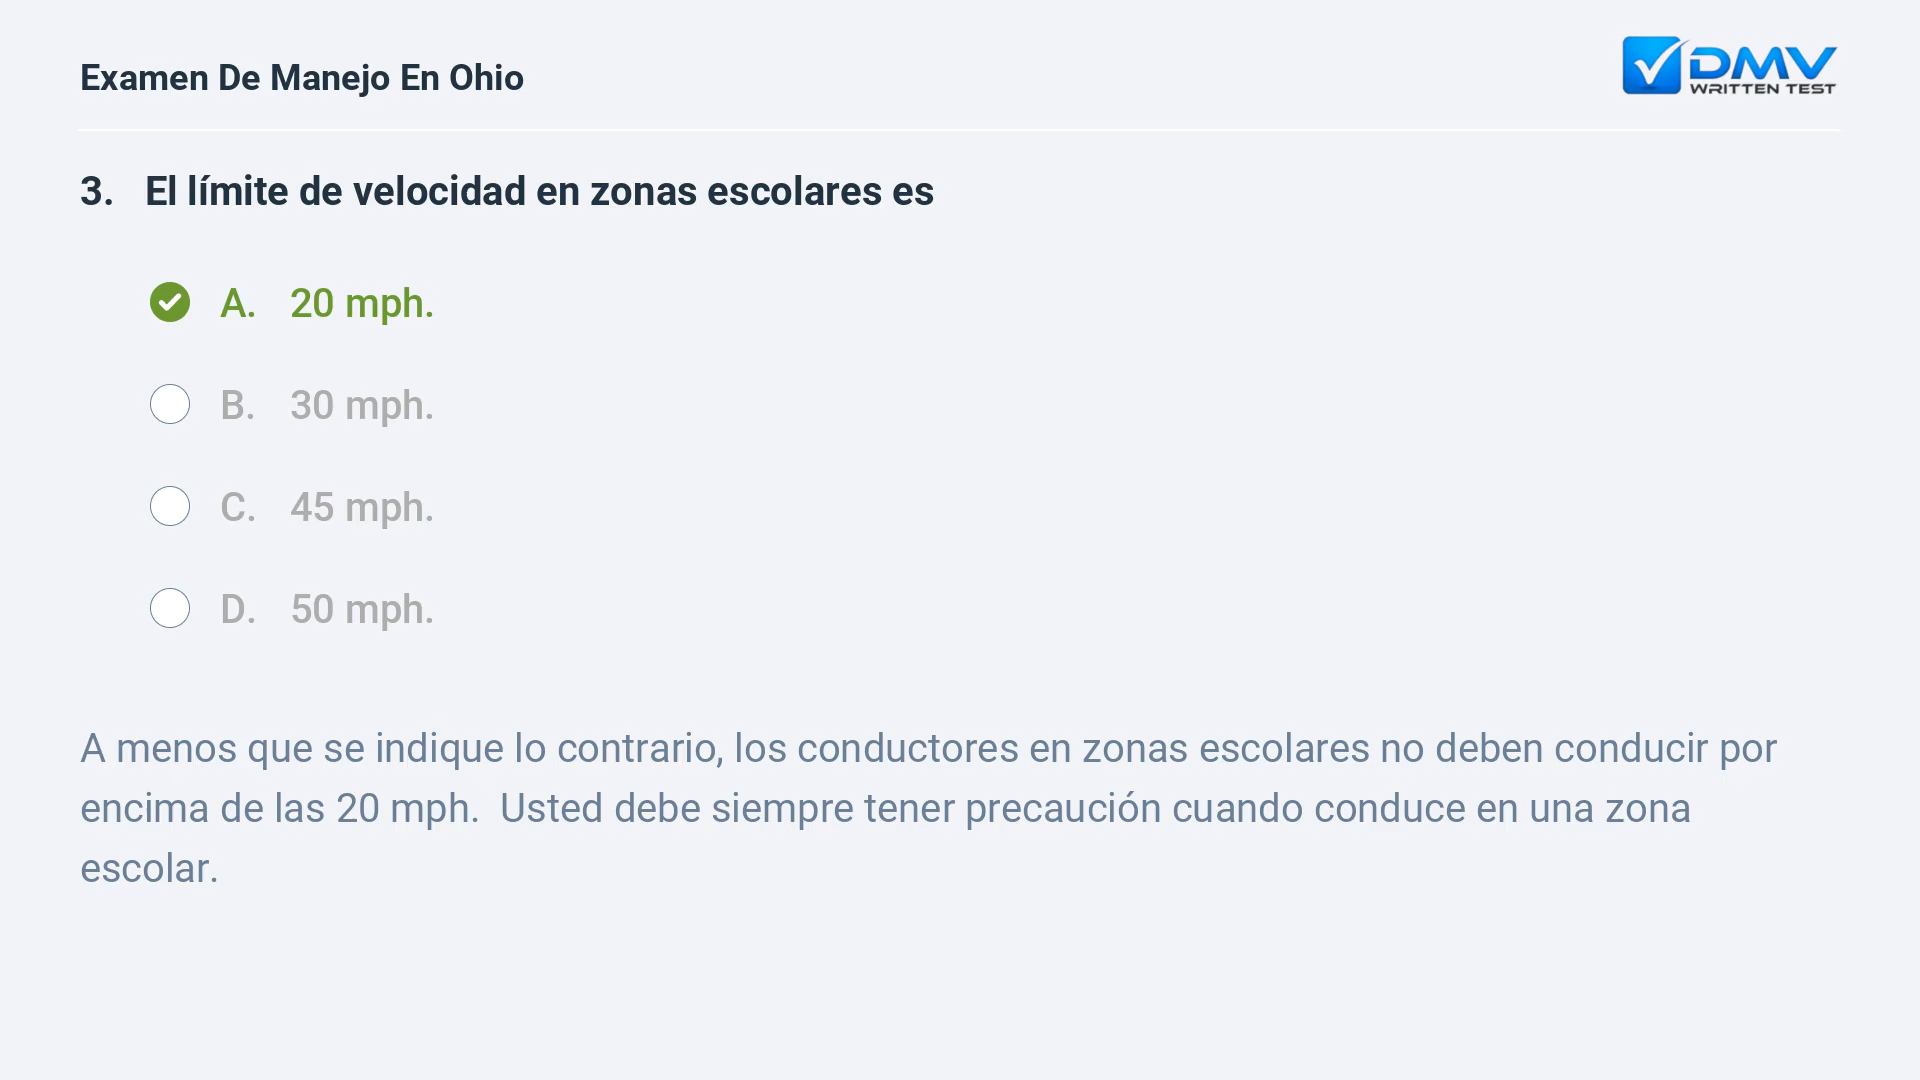 Examen De Manejo En Ohio
DMV
WRITTEN TEST
3. El límite de velocidad en zonas escolares es
A. 20 mph.
B. 30 mph.
C. 45 mph.
D. 50 mph.
A menos que se indique lo contrario, los conductores en zonas escolares no deben conducir por
encima de las 20 mph.  Usted debe siempre tener precaución cuando conduce en una zona
escolar.